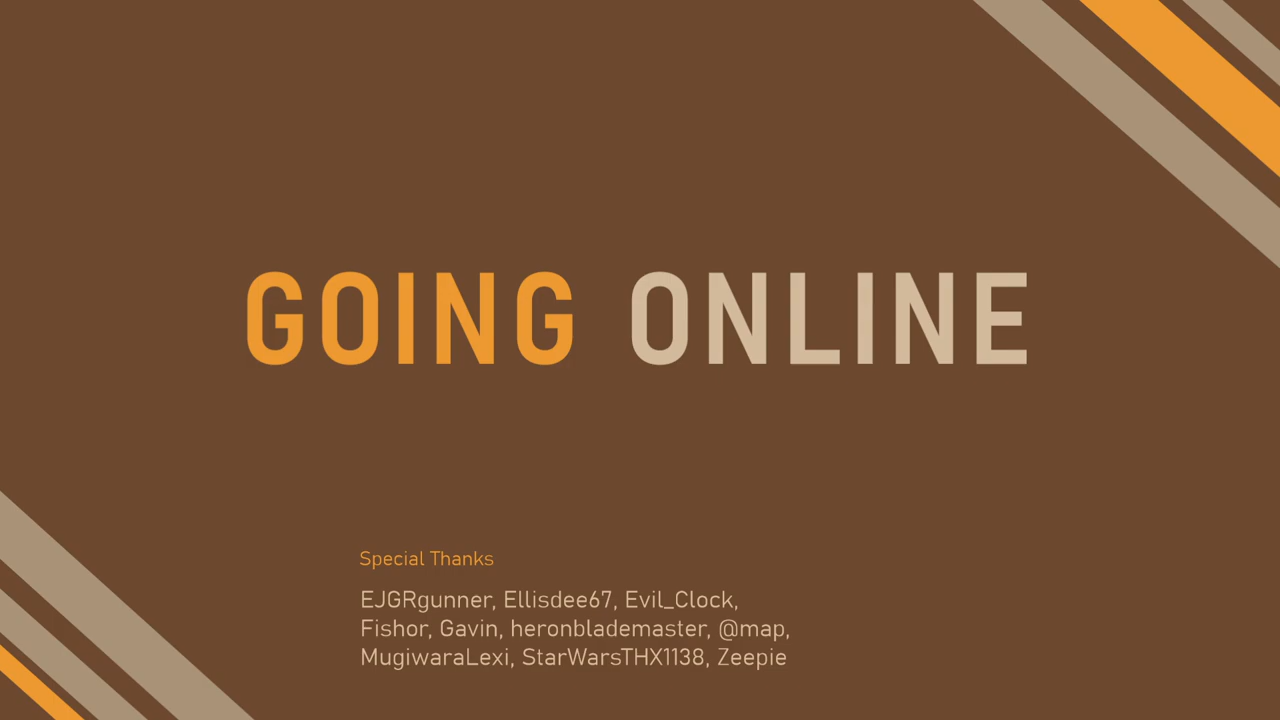 GOING ONLINE
Special Thanks
EJGRgunner, Ellisdee67, Evil_Clock,
Fishor, Gavin, heronblademaster, @map,
MugiwaraLexi, StarWarsTHX1138, Zeepie